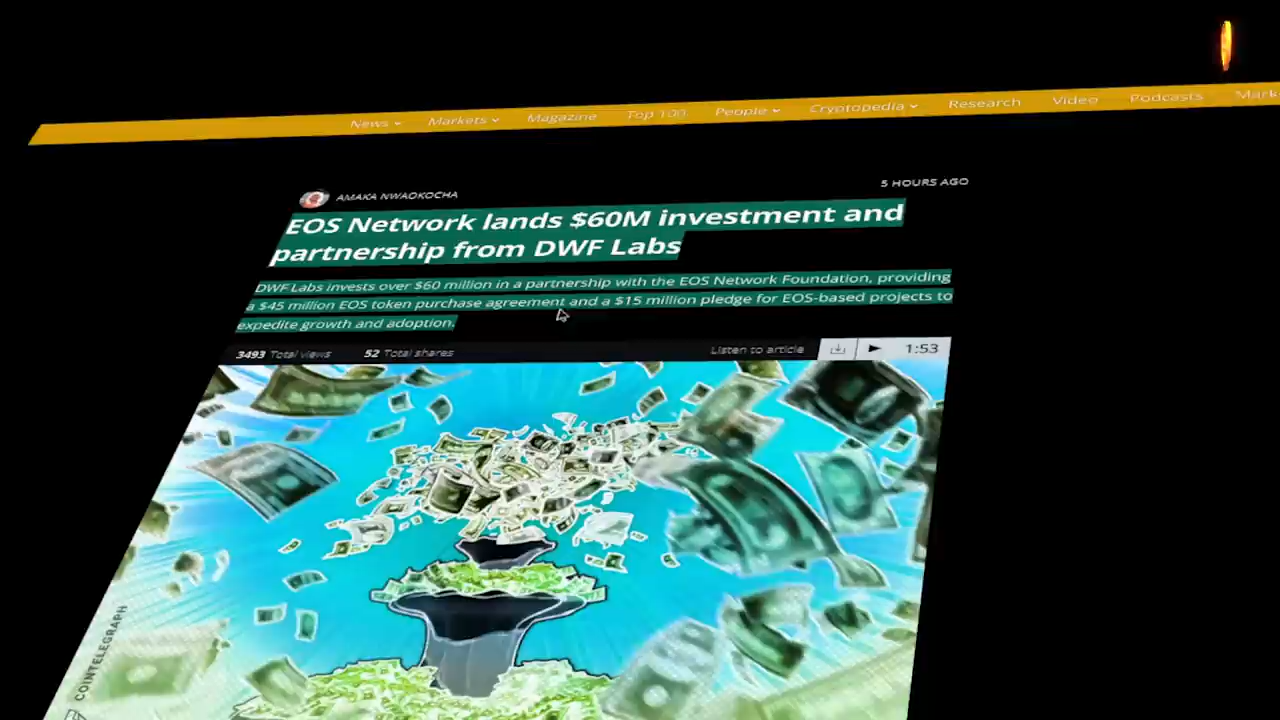 News Markets Magazine Top 100 People Cryptopedia Research Video Podcasts Mark
AMAKA NWAOKOCHA
5 HOURS AGO
EOS Network lands $60M investment and
partnership from DWF Labs
DWF Labs invests over $60 million in a partnership with the EOS Network Foundation, providing
a $45 million EOS token purchase agreement and a $15 million pledge for EOS-based projects to
expedite growth and adoption.
3493 Total views 52 Total shares Listen to article 1:53
COINTELEGRAPH